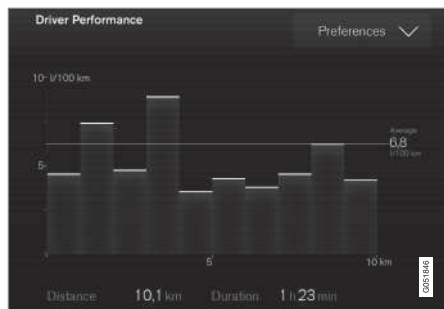 Driver Performance
Preferences
10- l/100 km
Average
6,8
l/100 km
5-
5
10 km
Distance 10,1 km Duration 1 h 23 min
G051846